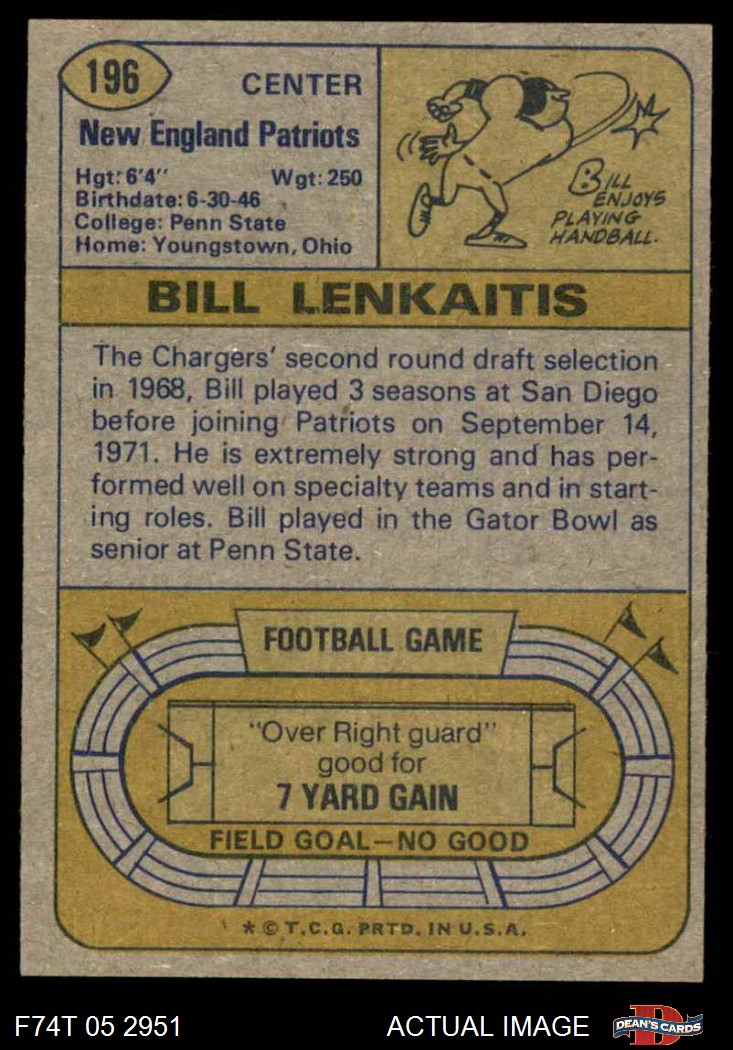 196
CENTER
New England Patriots
Hgt: 6'4" Wgt: 250
Birthdate: 6-30-46
College: Penn State
Home: Youngstown, Ohio
BILL
ENJOYS
PLAYING
HANDBALL.
BILL LENKAITIS
The Chargers' second round draft selection
in 1968, Bill played 3 seasons at San Diego
before joining Patriots on September 14,
1971. He is extremely strong and has per-
formed well on specialty teams and in start-
ing roles. Bill played in the Gator Bowl as
senior at Penn State.
FOOTBALL GAME
"Over Right guard"
good for
7 YARD GAIN
FIELD GOAL—NO GOOD
* © T.C.G. PRTD. IN U.S.A.
F74T 05 2951 ACTUAL IMAGE
D
DEAN'S CARDS